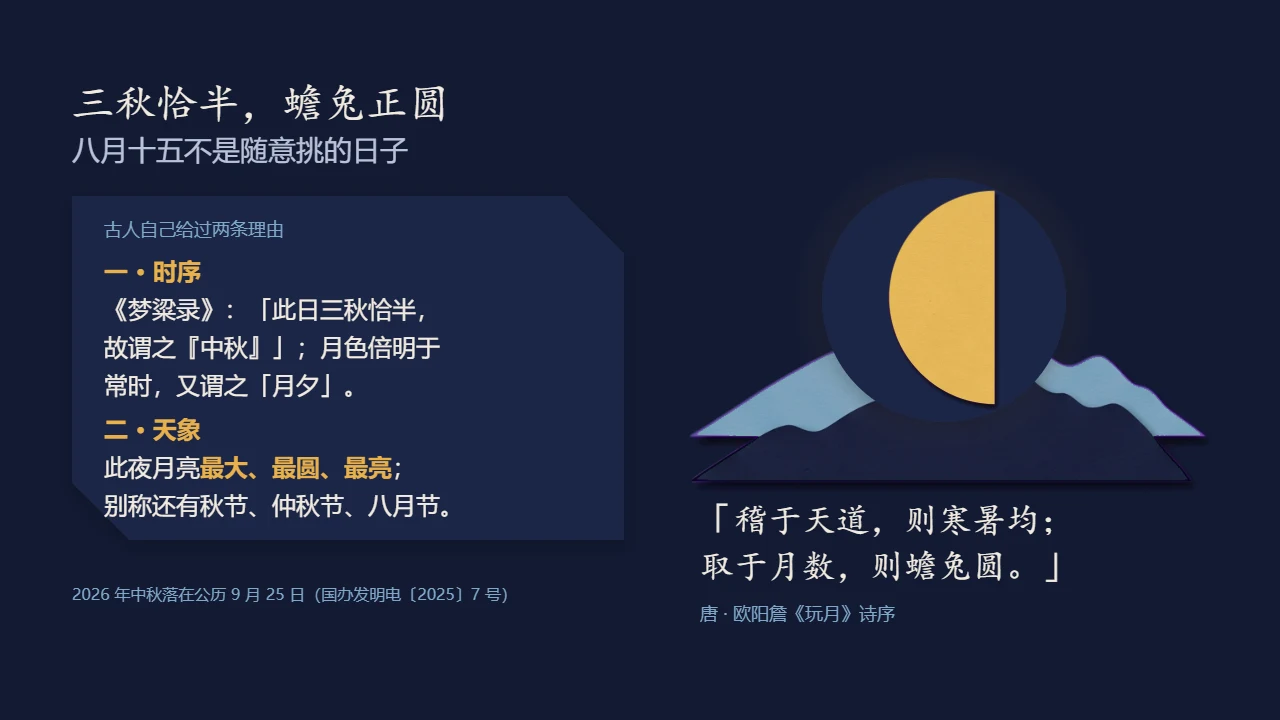 三秋恰半，蟾兔正圆
八月十五不是随意挑的日子
古人自己给过两条理由
一·时序
《梦粱录》：「此日三秋恰半，
故谓之『中秋』」；月色倍明于
常时，又谓之「月夕」。
二·天象
此夜月亮最大、最圆、最亮；
别称还有秋节、仲秋节、八月节。
2026 年中秋落在公历 9 月 25 日（国办发明电〔2025〕7 号）
「稽于天道，则寒暑均；
取于月数，则蟾兔圆。」
唐 · 欧阳詹《玩月》诗序